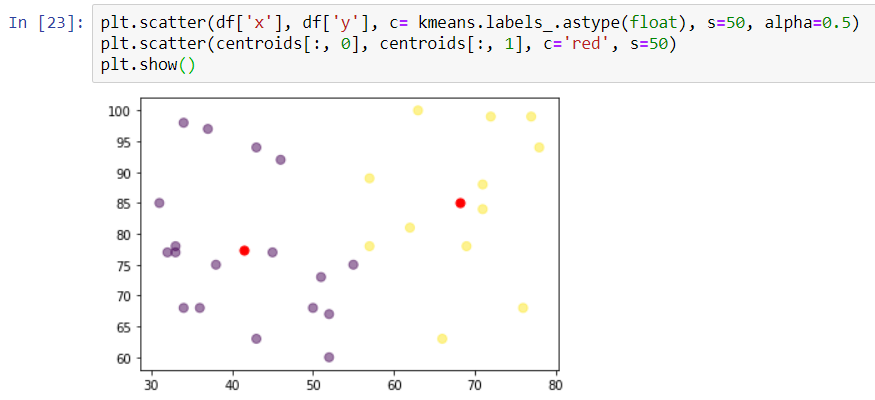 In [23]: plt.scatter(df['x'], df['y'], c= kmeans.labels_.astype(float), s=50, alpha=0.5)
plt.scatter(centroids[:, 0], centroids[:, 1], c='red', s=50)
plt.show()
100
95
90
85
80
75
70
65
60
30 40 50 60 70 80